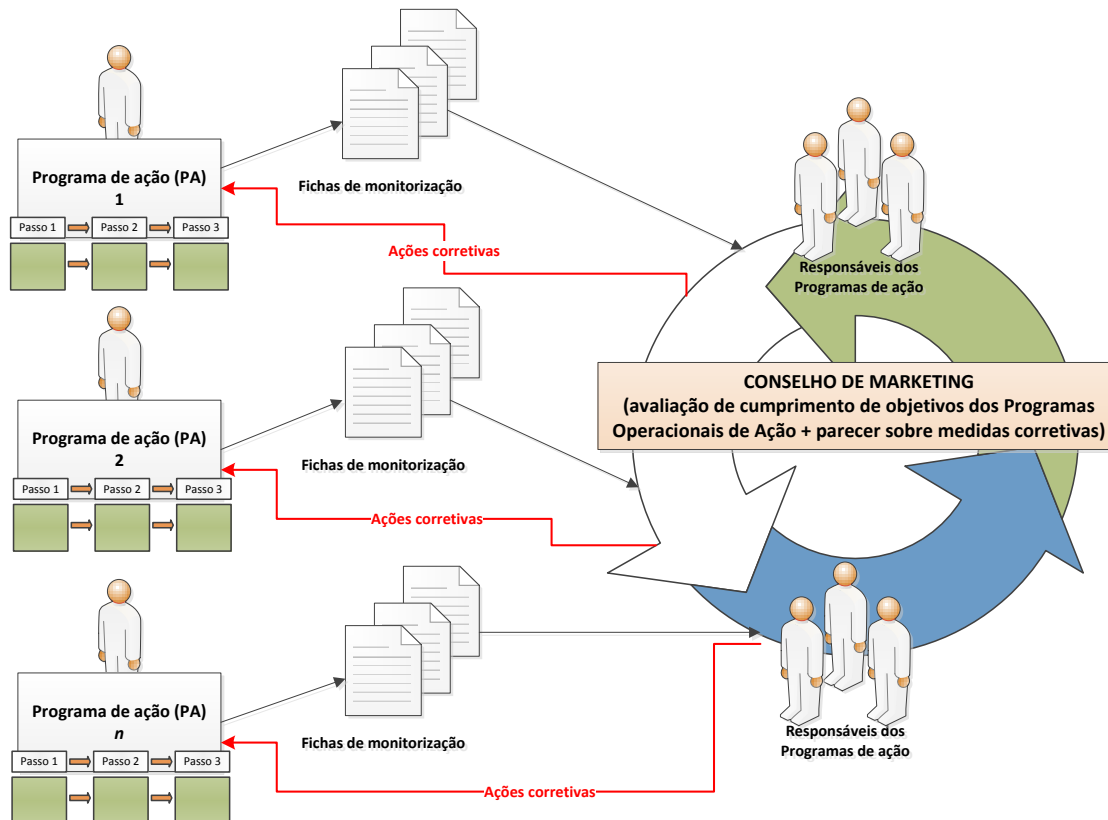 Programa de ação (PA)
1
Passo 1
Passo 2
Passo 3
Fichas de monitorização
Ações corretivas
Responsáveis dos
Programas de ação
Programa de ação (PA)
2
Passo 1
Passo 2
Passo 3
Fichas de monitorização
Ações corretivas
CONSELHO DE MARKETING
(avaliação de cumprimento de objetivos dos Programas
Operacionais de Ação + parecer sobre medidas corretivas)
Programa de ação (PA)
n
Passo 1
Passo 2
Passo 3
Fichas de monitorização
Ações corretivas
Responsáveis dos
Programas de ação